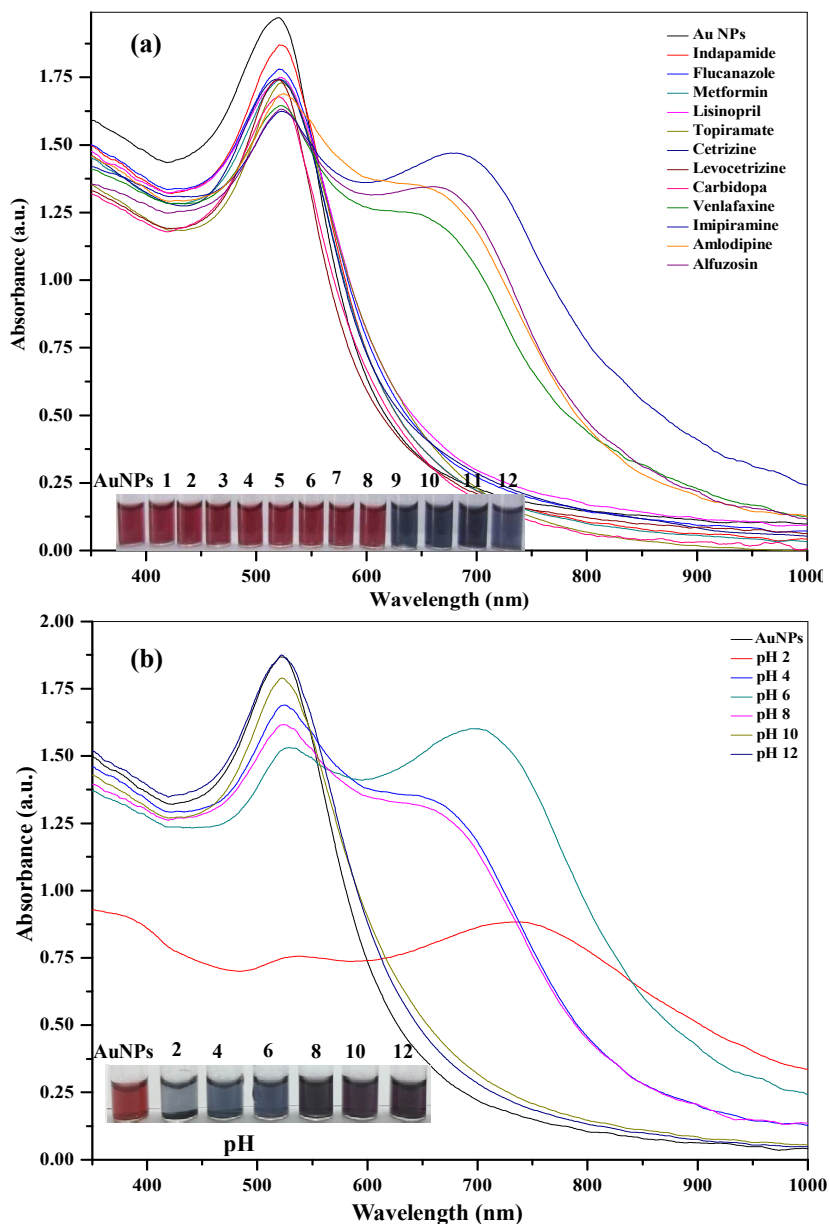 (a)
Au NPs
Indapamide
Flucanazole
Metformin
Lisinopril
Topiramate
Cetrizine
Levocetrizine
Carbidopa
Venlafaxine
Imipiramine
Amlodipine
Alfuzosin
Absorbance (a.u.)
1.75
1.50
1.25
1.00
0.75
0.50
0.25
0.00
AuNPs 1 2 3 4 5 6 7 8 9 10 11 12
400 500 600 700 800 900 1000
Wavelength (nm)
(b)
AuNPs
pH 2
pH 4
pH 6
pH 8
pH 10
pH 12
Absorbance (a.u.)
2.00
1.75
1.50
1.25
1.00
0.75
0.50
0.25
0.00
AuNPs 2 4 6 8 10 12
pH
400 500 600 700 800 900 1000
Wavelength (nm)